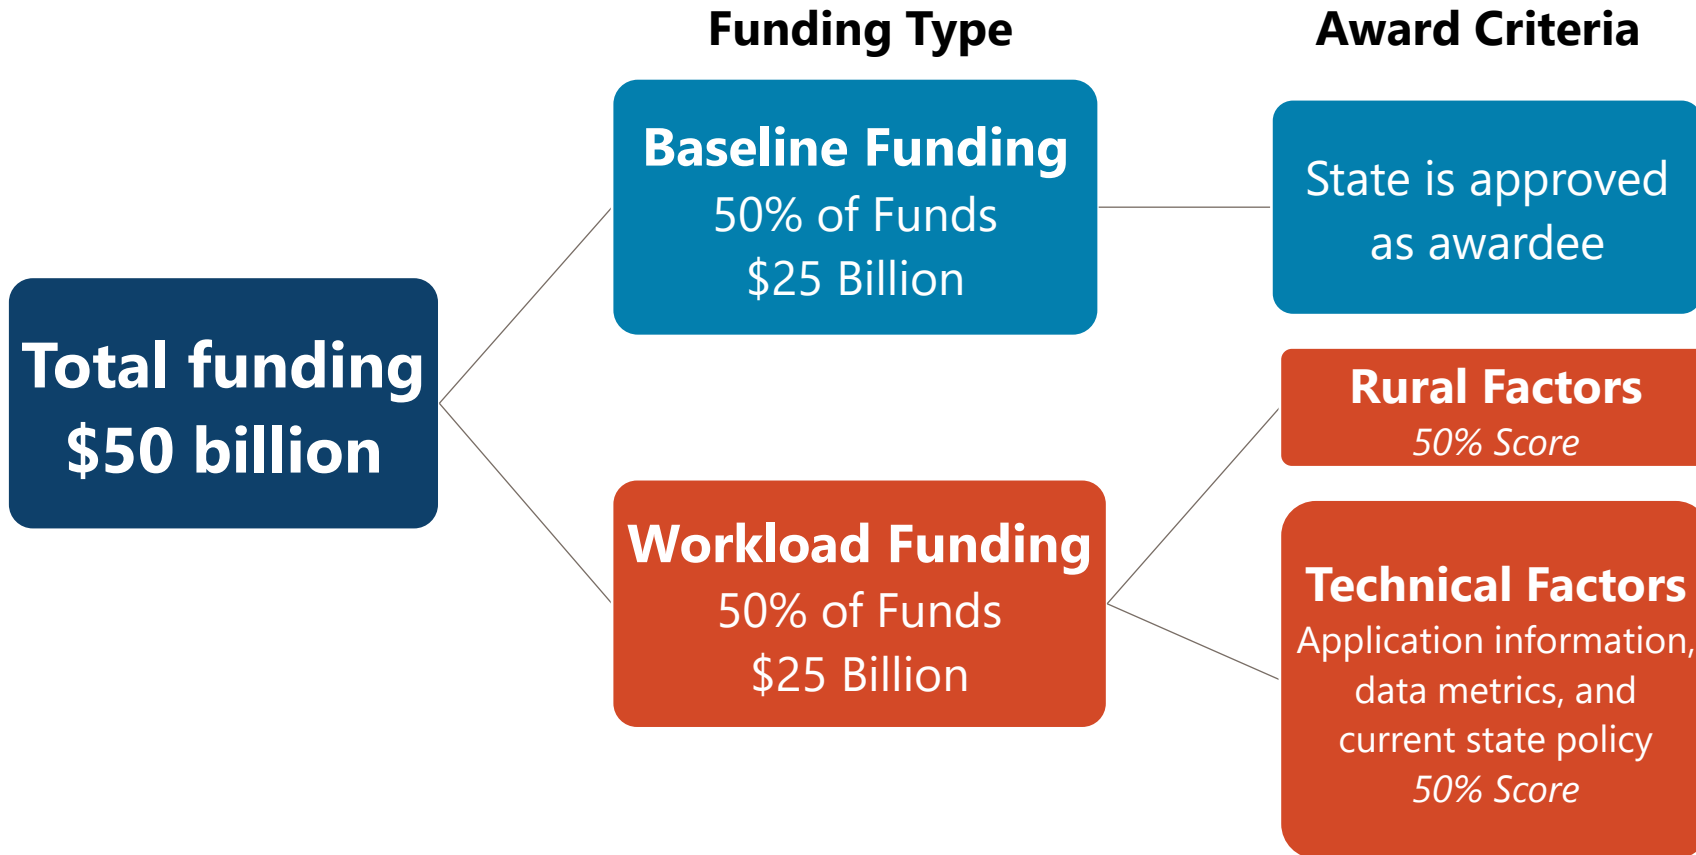 Funding Type
Award Criteria
Total funding
$50 billion
Baseline Funding
50% of Funds
$25 Billion
State is approved
as awardee
Workload Funding
50% of Funds
$25 Billion
Rural Factors
50% Score
Technical Factors
Application information,
data metrics, and
current state policy
50% Score